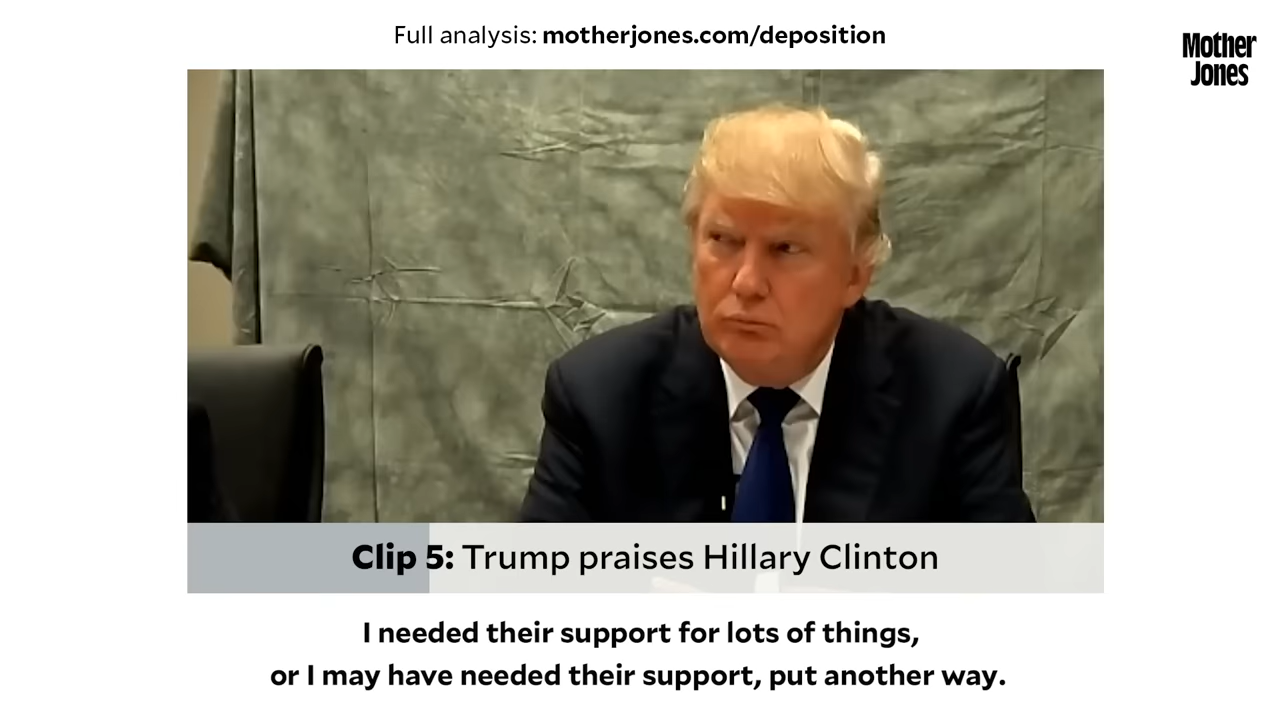 Full analysis: motherjones.com/deposition
Mother
Jones
Clip 5: Trump praises Hillary Clinton
I needed their support for lots of things,
or I may have needed their support, put another way.